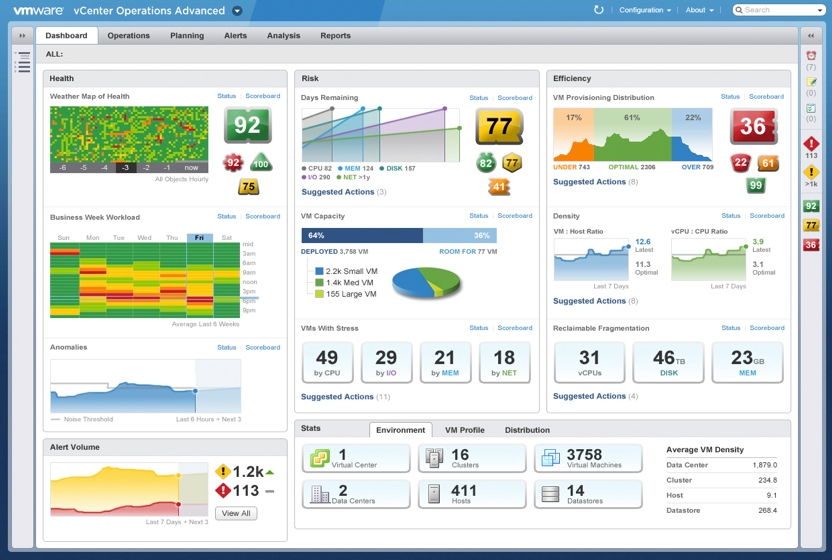 vmware vCenter Operations Advanced
Configuration About Search
Dashboard Operations Planning Alerts Analysis Reports
ALL:
Health
Weather Map of Health Status Scoreboard
92
92 100
75
-6 -5 -4 -3 -2 -1 now
All Objects Hourly
Business Week Workload Status Scoreboard
Sun Mon Tue Wed Thu Fri Sat
mid
3am
6am
9am
noon
3pm
6pm
9pm
Average Last 6 Weeks
Anomalies Status Scoreboard
Noise Threshold Last 6 Hours + Next 3
Alert Volume
1.2k
113
View All
Last 7 Days + Next 3
Risk
Days Remaining Status Scoreboard
77
82 77
41
CPU 82 MEM 124 DISK 157
I/O 290 NET >1y
Suggested Actions (3)
VM Capacity Status Scoreboard
64% 36%
DEPLOYED 3,758 VM ROOM FOR 77 VM
2.2k Small VM
1.4k Med VM
155 Large VM
VMs With Stress Status Scoreboard
49 29 21 18
by CPU by I/O by MEM by NET
Suggested Actions (11)
Efficiency
VM Provisioning Distribution Status Scoreboard
17% 61% 22%
36
22 61
99
UNDER 743 OPTIMAL 2306 OVER 709
Suggested Actions (8)
Density Status Scoreboard
VM : Host Ratio vCPU : CPU Ratio
12.6 3.9
Latest Latest
11.3 3.1
Optimal Optimal
Last 7 Days Last 7 Days
Suggested Actions (8)
Reclaimable Fragmentation Status Scoreboard
31 46TB 23GB
vCPUs DISK MEM
Suggested Actions (4)
Stats Environment VM Profile Distribution
1 Virtual Center
16 Clusters
3758 Virtual Machines
2 Data Centers
411 Hosts
14 Datastores
Average VM Density
Data Center 1,879.0
Cluster 234.8
Host 9.1
Datastore 268.4
(7)
(0)
(0)
113
>1k
92
77
36